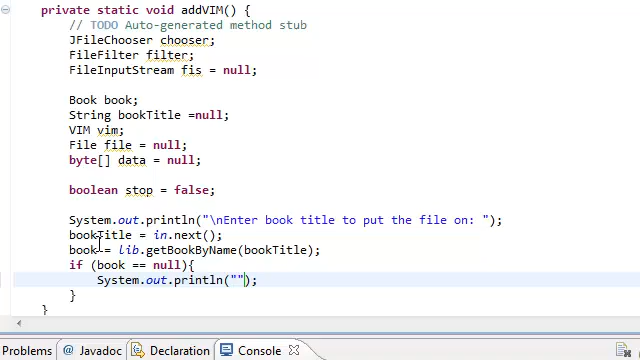 private static void addVIM() {
// TODO Auto-generated method stub
JFileChooser chooser;
FileFilter filter;
FileInputStream fis = null;
Book book;
String bookTitle =null;
VIM vim;
File file = null;
byte[] data = null;
boolean stop = false;
System.out.println("\nEnter book title to put the file on: ");
bookTitle = in.next();
book = lib.getBookByName(bookTitle);
if (book == null){
System.out.println("");
}
}
Problems @ Javadoc Declaration Console